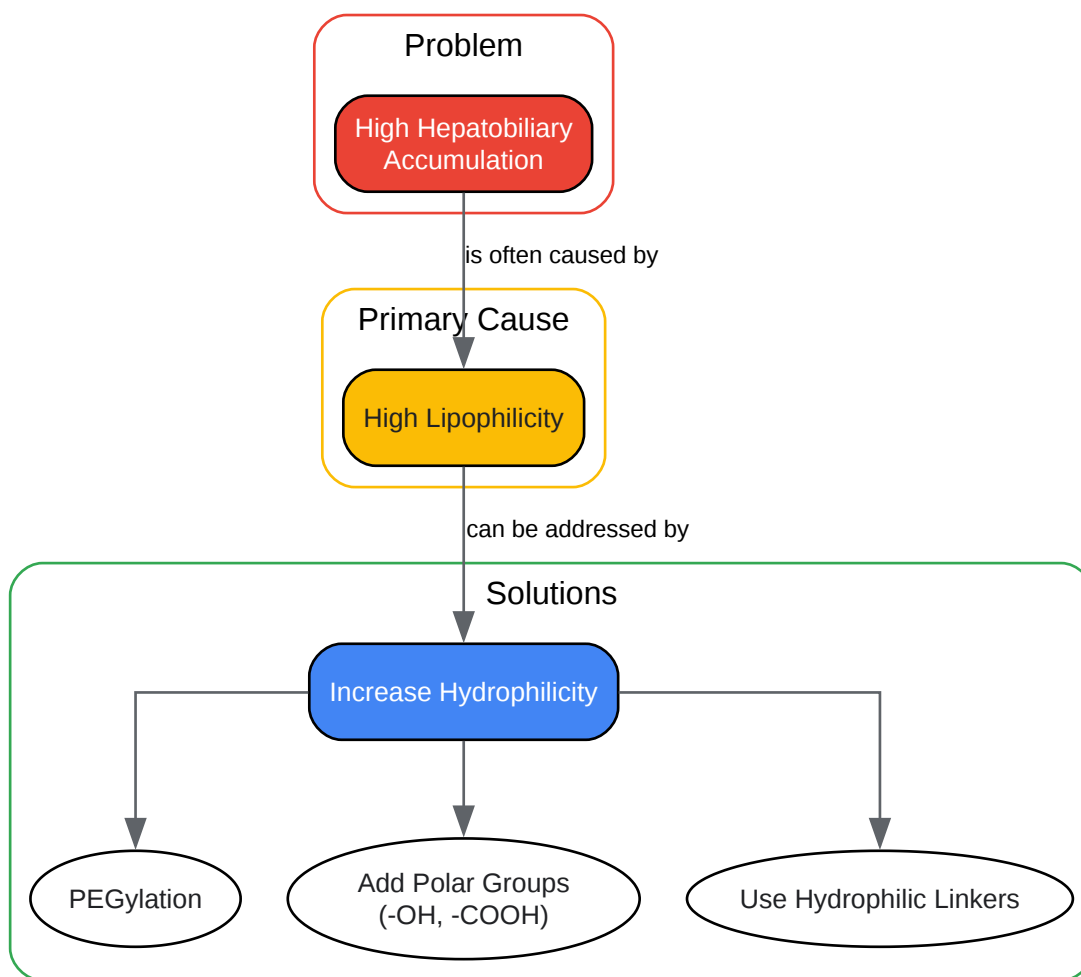 Problem
High Hepatobiliary
Accumulation
is often caused by
Primary Cause
High Lipophilicity
can be addressed by
Solutions
Increase Hydrophilicity
PEGylation
Add Polar Groups
(-OH, -COOH)
Use Hydrophilic Linkers